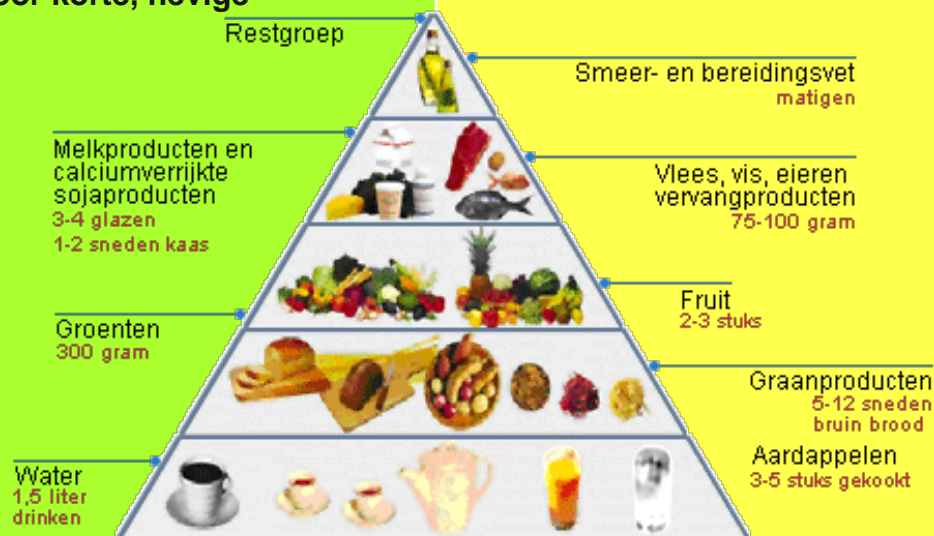 korte, hevige
Restgroep
Smeer- en bereidingsvet
matigen
Melkproducten en
calciumverrijkte
sojaproducten
3-4 glazen
1-2 sneden kaas
Vlees, vis, eieren
vervangproducten
75-100 gram
Fruit
2-3 stuks
Groenten
300 gram
Graanproducten
5-12 sneden
bruin brood
Aardappelen
3-5 stuks gekookt
Water
1,5 liter
drinken